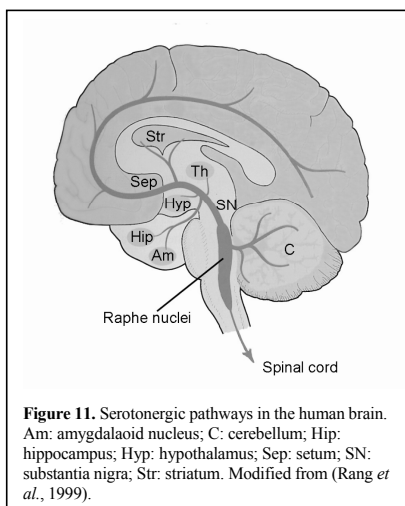 Str
Th
Sep
Hyp
SN
Hip
Am
C
Raphe nuclei
Spinal cord
Figure 11. Serotonergic pathways in the human brain.
Am: amygdalaoid nucleus; C: cerebellum; Hip:
hippocampus; Hyp: hypothalamus; Sep: setum; SN:
substantia nigra; Str: striatum. Modified from (Rang et
al., 1999).